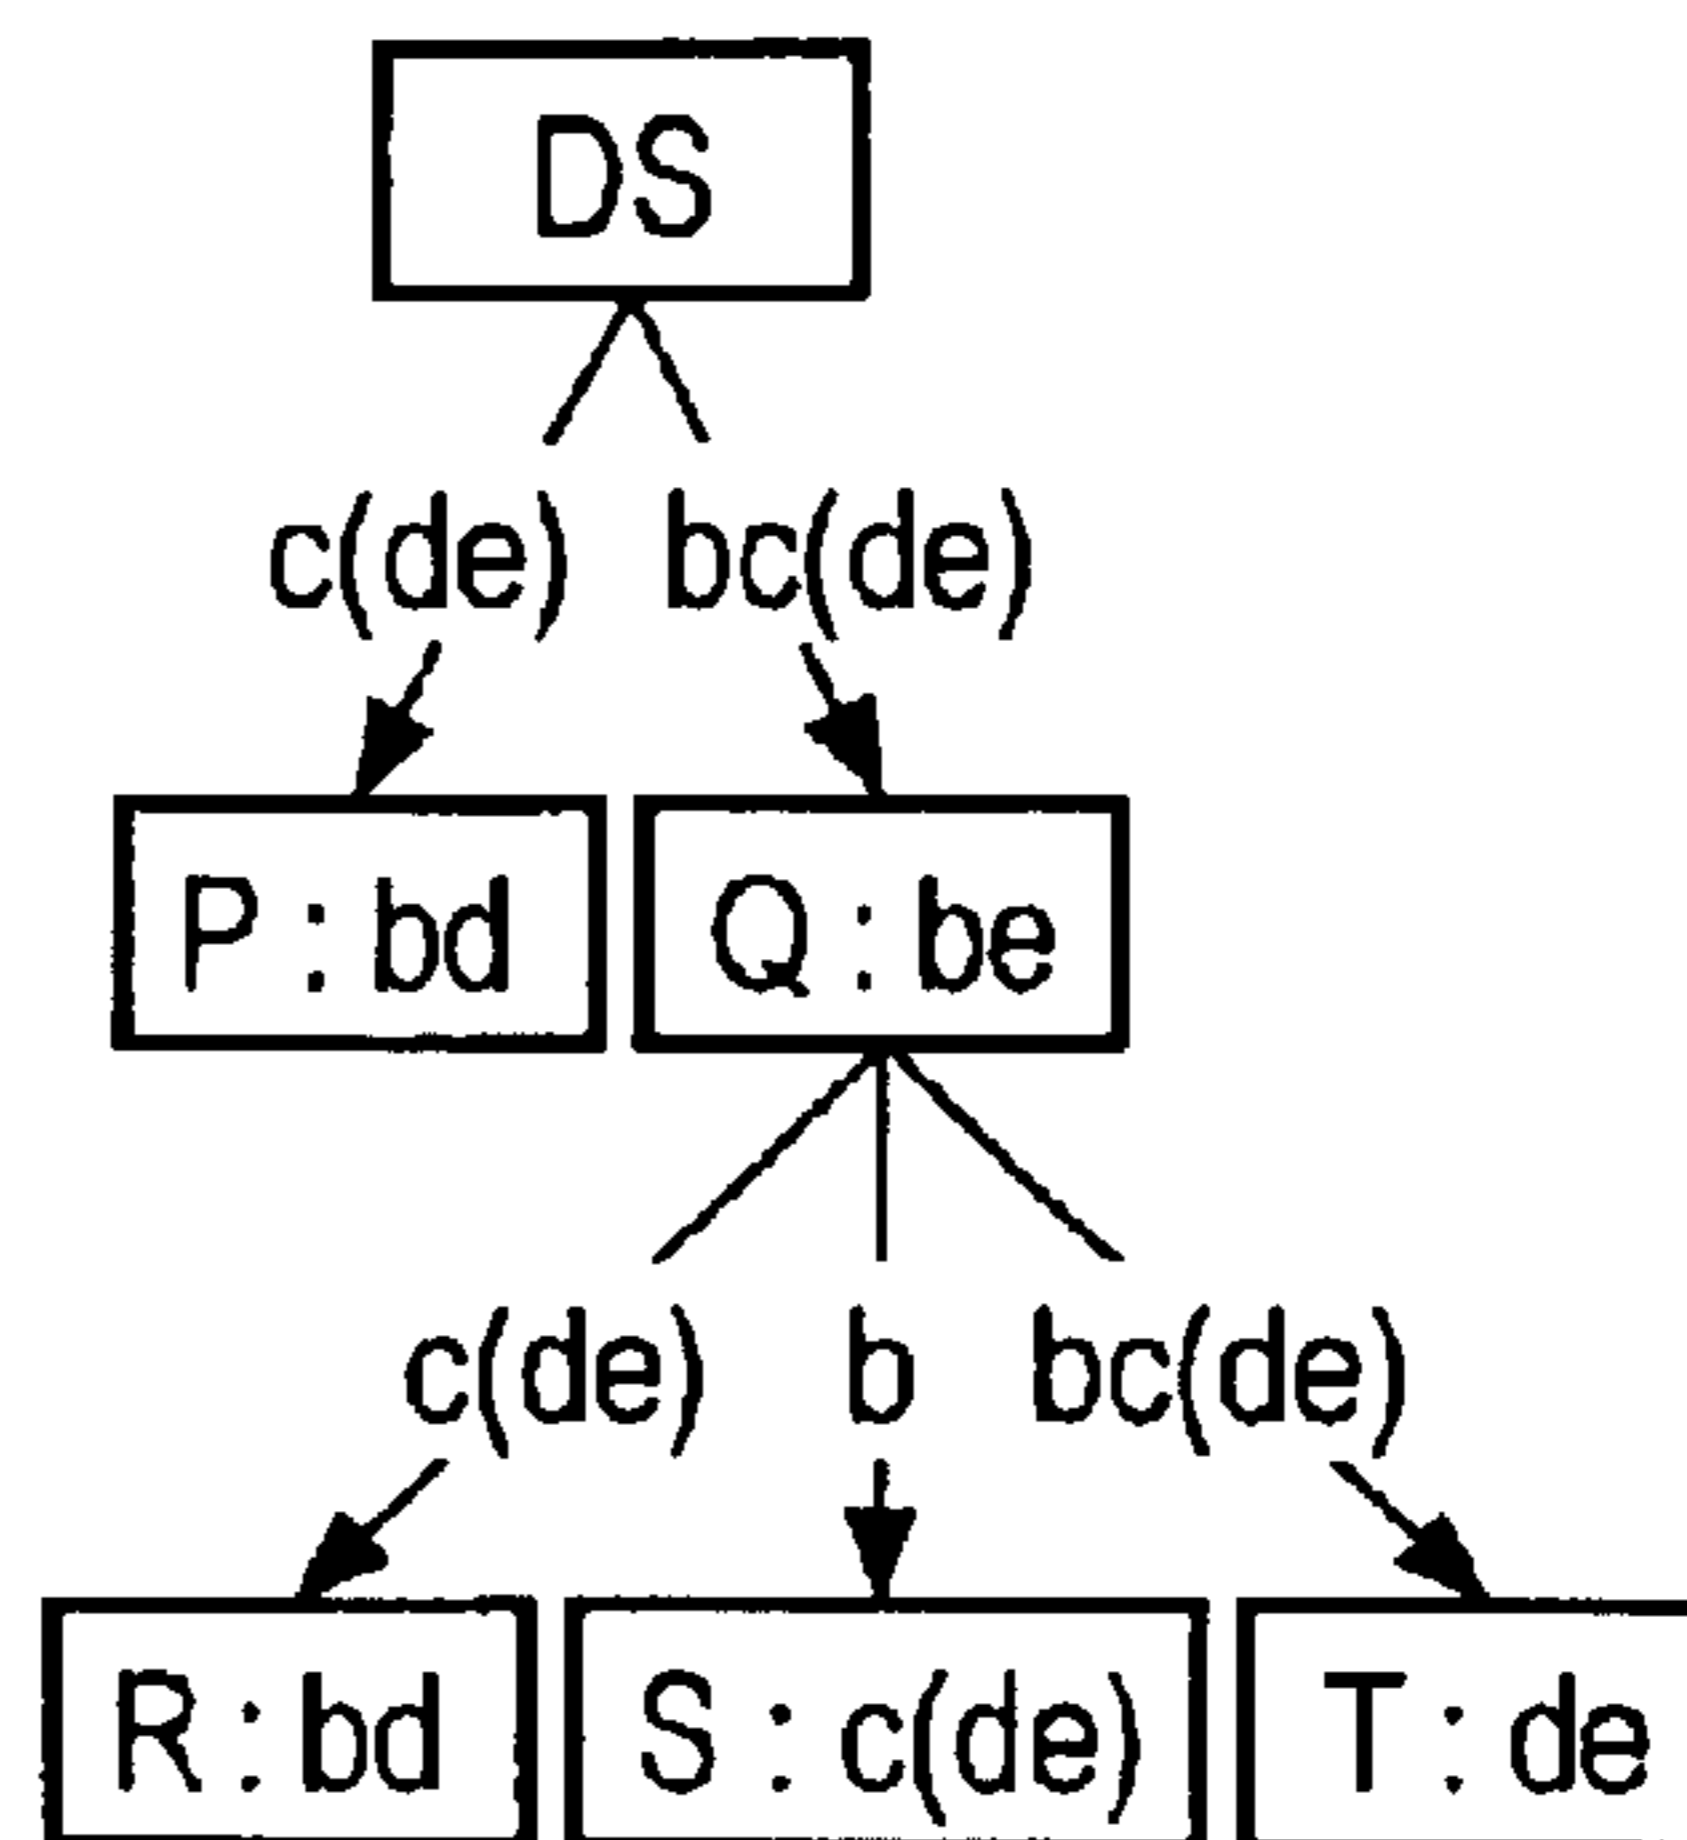 DS
c(de) bc(de)
P : bd Q : be
c(de) b bc(de)
R : bd S : c(de) T : de